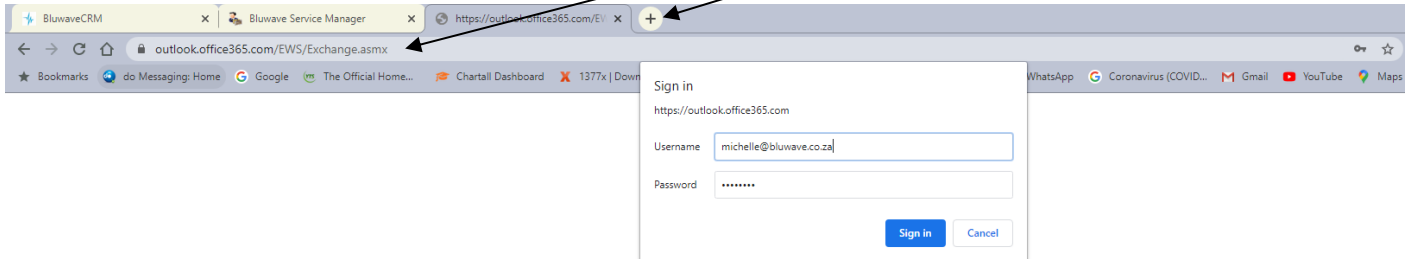 BluwaveCRM Bluwave Service Manager https://outlook.office365.com/EV
outlook.office365.com/EWS/Exchange.asmx
Bookmarks do Messaging: Home Google The Official Home... Chartall Dashboard 1377x | Down WhatsApp Coronavirus (COVID... Gmail YouTube Maps
Sign in
https://outlook.office365.com
Username michelle@bluwave.co.za
Password ••••••••
Sign in Cancel